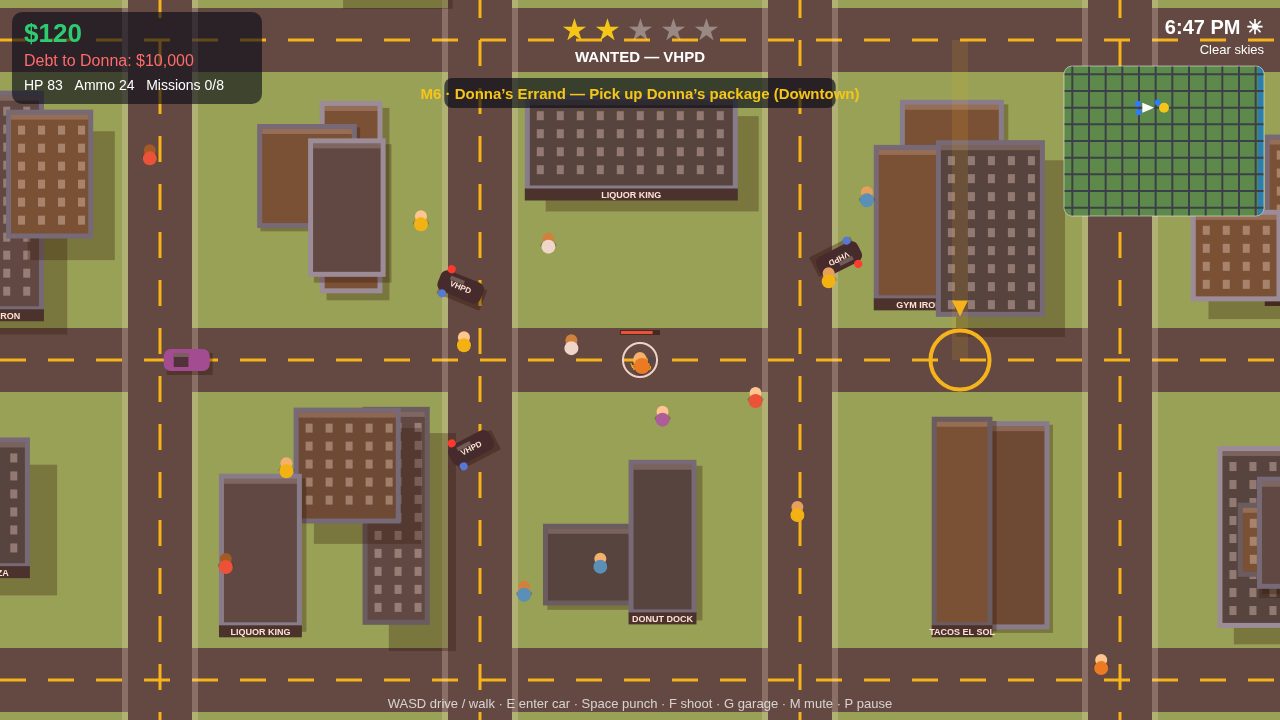 $120
Debt to Donna: $10,000
HP 83 Ammo 24 Missions 0/8
WANTED — VHPD
6:47 PM ☀
Clear skies
M6 · Donna's Errand — Pick up Donna's package (Downtown)
LIQUOR KING
VHPD
VHPD
GYM IRO
RON
VHPD
ZA
DONUT DOCK
LIQUOR KING
TACOS EL SOL
WASD drive / walk · E enter car · Space punch · F shoot · G garage · M mute · P pause